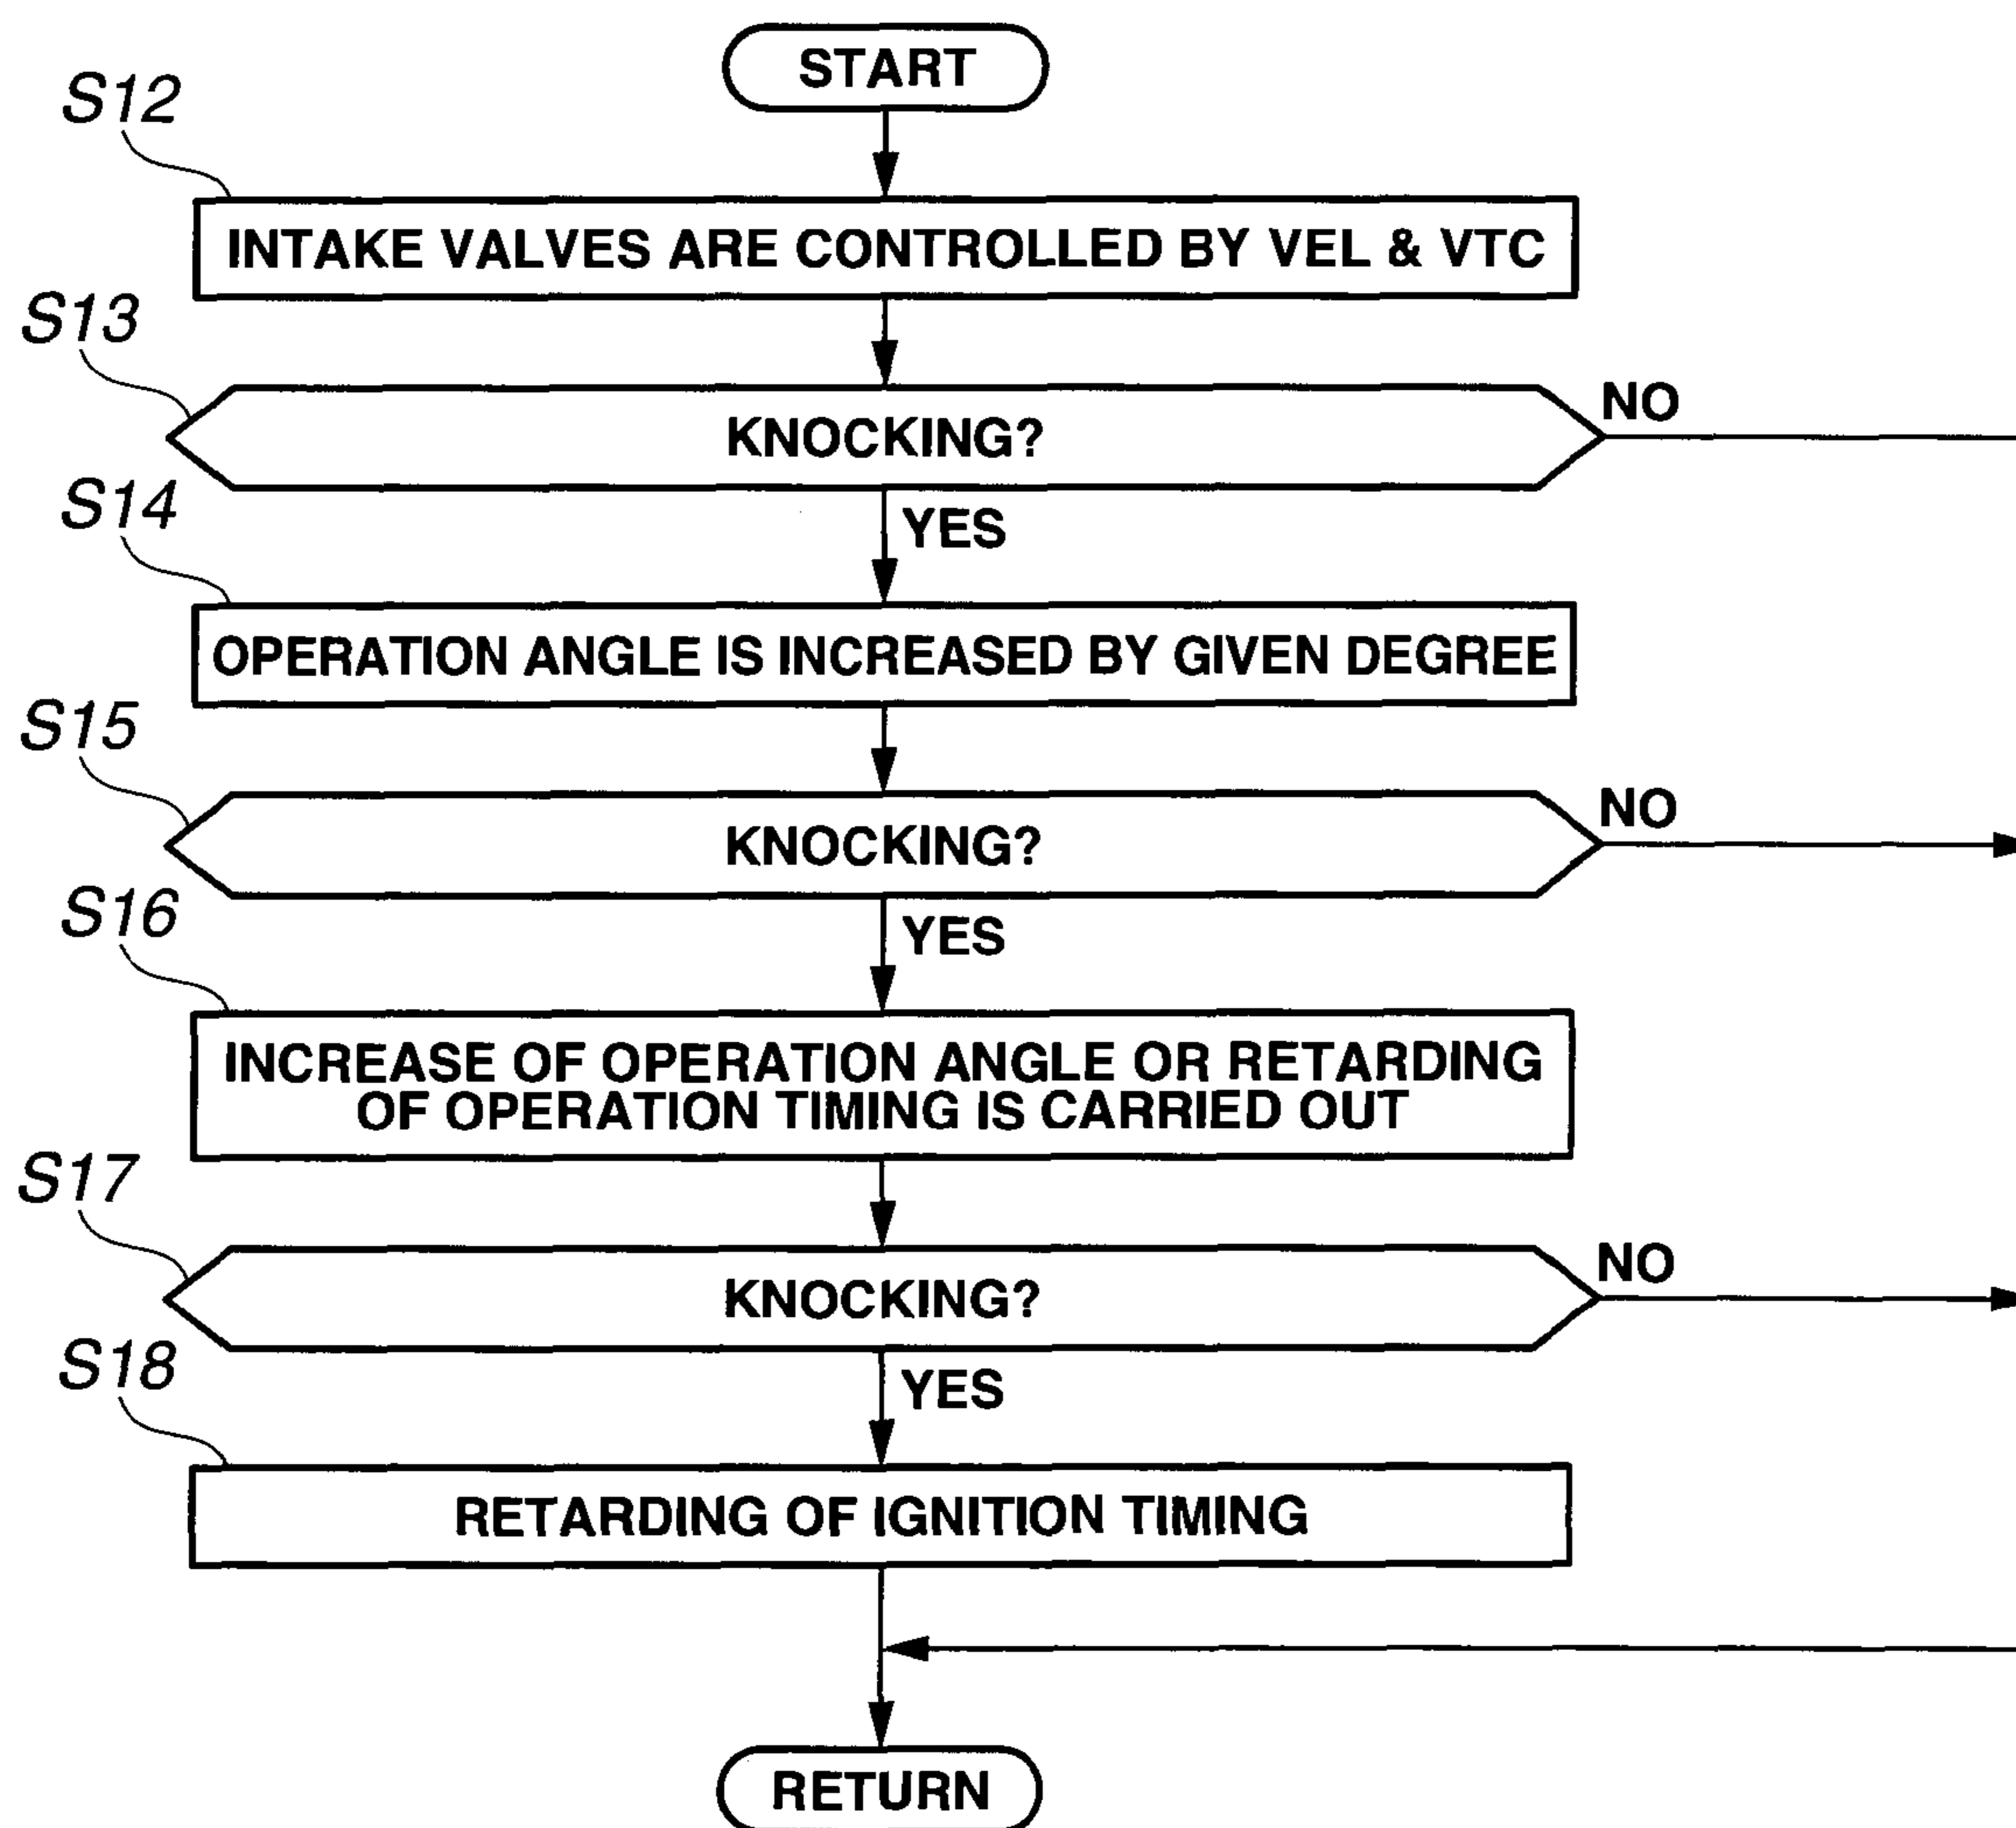 START
S12
INTAKE VALVES ARE CONTROLLED BY VEL & VTC
S13
KNOCKING?
NO
S14
YES
OPERATION ANGLE IS INCREASED BY GIVEN DEGREE
S15
KNOCKING?
NO
S16
YES
INCREASE OF OPERATION ANGLE OR RETARDING
OF OPERATION TIMING IS CARRIED OUT
S17
KNOCKING?
NO
S18
YES
RETARDING OF IGNITION TIMING
RETURN